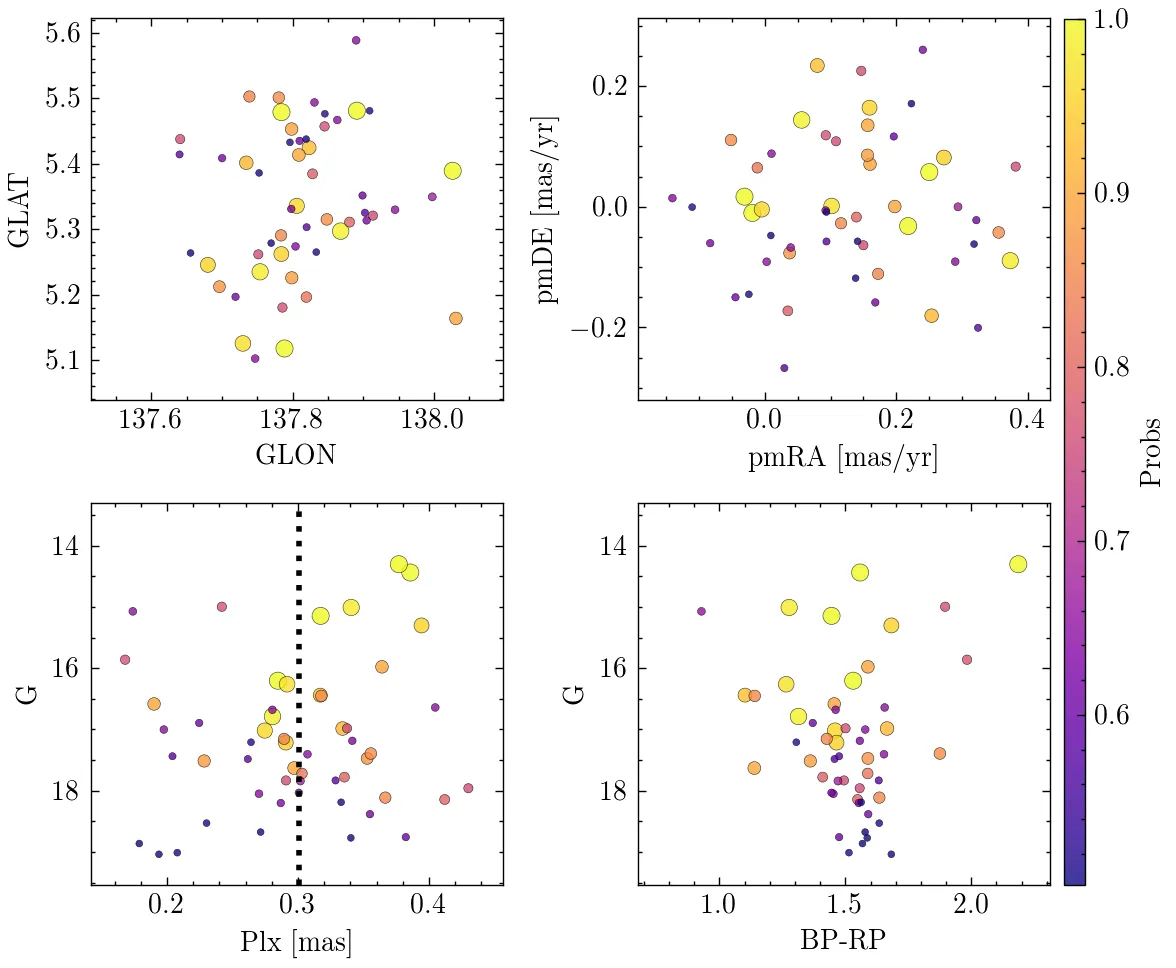 5.6
5.5
5.4
5.3
5.2
5.1
GLAT
137.6 137.8 138.0
GLON
0.2
0.0
−0.2
pmDE [mas/yr]
0.0 0.2 0.4
pmRA [mas/yr]
1.0
0.9
0.8
0.7
0.6
Probs
14
16
18
G
0.2 0.3 0.4
Plx [mas]
14
16
18
G
1.0 1.5 2.0
BP-RP